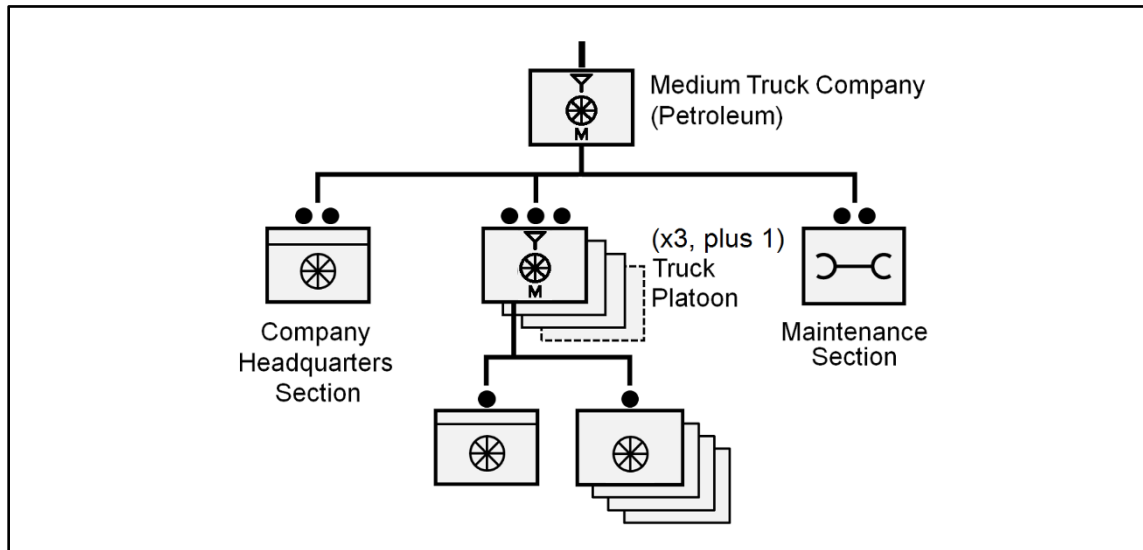 Medium Truck Company
(Petroleum)
M
(x3, plus 1)
Truck
Platoon
M
Company
Headquarters
Section
Maintenance
Section